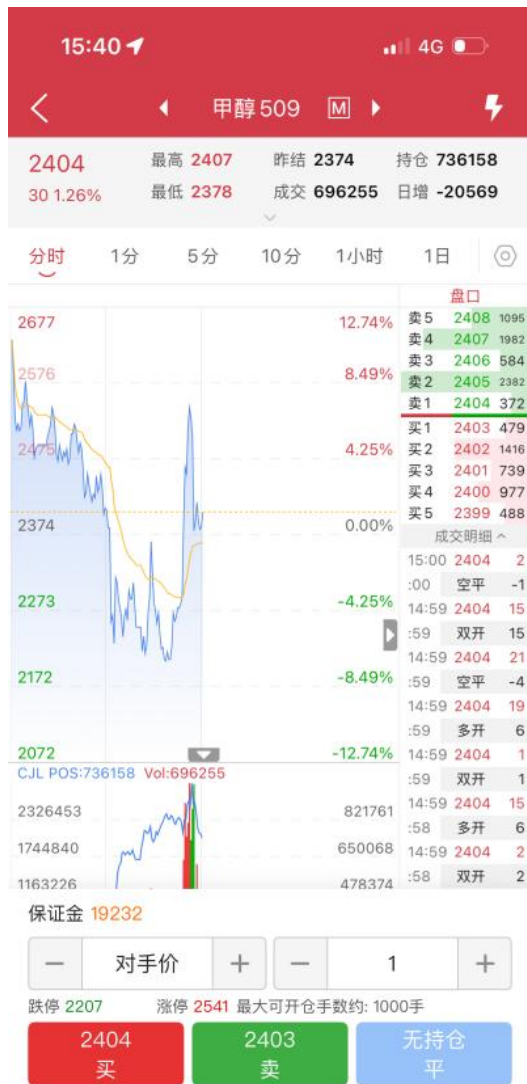 15:40 4G
甲醇509 M
2404 最高 2407 昨结 2374 持仓 736158
30 1.26% 最低 2378 成交 696255 日增 -20569
分时 1分 5分 10分 1小时 1日
盘口
卖5 2408 1095
卖4 2407 1982
卖3 2406 584
卖2 2405 2382
卖1 2404 372
买1 2403 479
买2 2402 1416
买3 2401 739
买4 2400 977
买5 2399 488
成交明细
15:00 2404 2
:00 空平 -1
14:59 2404 15
:59 双开 15
14:59 2404 21
:59 空平 -4
14:59 2404 19
:59 多开 6
14:59 2404 1
:59 双开 1
14:59 2404 15
:58 多开 6
14:59 2404 2
:58 双开 2
2677 12.74%
2576 8.49%
2475 4.25%
2374 0.00%
2273 -4.25%
2172 -8.49%
2072 -12.74%
CJL POS:736158 Vol:696255
2326453 821761
1744840 650068
1163226 478374
保证金 19232
— 对手价 + — 1 +
跌停 2207 涨停 2541 最大可开仓手数约: 1000手
2404 2403 无持仓
买 卖 平